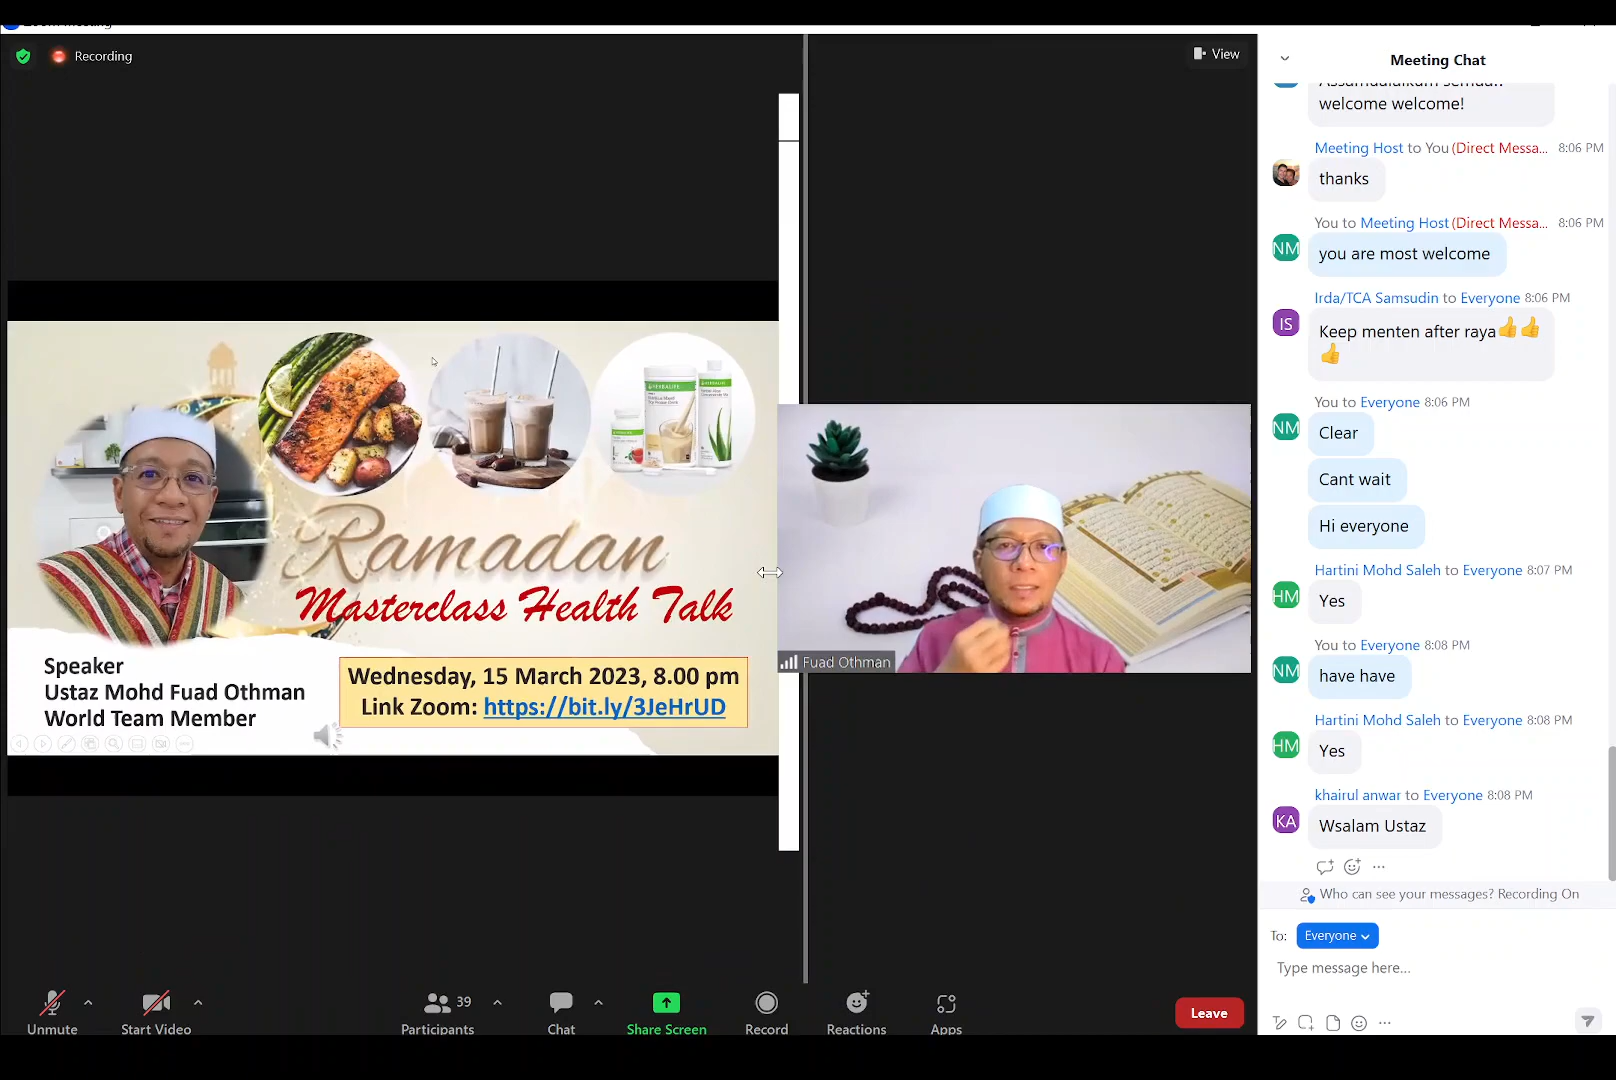 Recording
View
Ramadan
Masterclass Health Talk
Speaker
Ustaz Mohd Fuad Othman
World Team Member
Wednesday, 15 March 2023, 8.00 pm
Link Zoom: https://bit.ly/3JeHrUD
HERBALIFE
HERBALIFE
Fuad Othman
Unmute
Start Video
39
Participants
Chat
Share Screen
Record
Reactions
Apps
Leave
Meeting Chat
welcome welcome!
Meeting Host to You (Direct Messa... 8:06 PM
thanks
You to Meeting Host (Direct Messa... 8:06 PM
NM
you are most welcome
Irda/TCA Samsudin to Everyone 8:06 PM
IS
Keep menten after raya👍👍
👍
You to Everyone 8:06 PM
NM
Clear
Cant wait
Hi everyone
Hartini Mohd Saleh to Everyone 8:07 PM
HM
Yes
You to Everyone 8:08 PM
NM
have have
Hartini Mohd Saleh to Everyone 8:08 PM
HM
Yes
khairul anwar to Everyone 8:08 PM
KA
Wsalam Ustaz
Who can see your messages? Recording On
To: Everyone
Type message here...